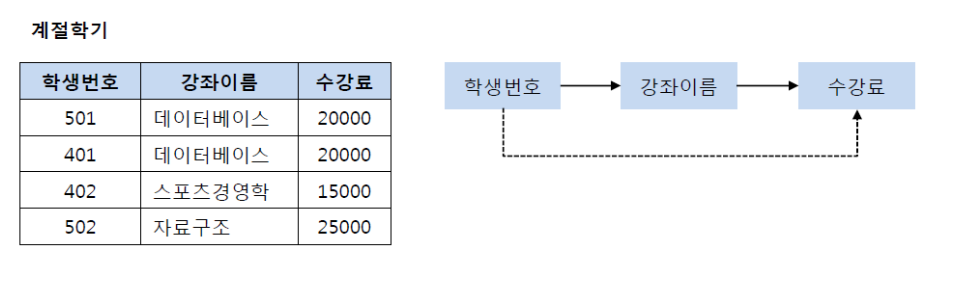 계절학기
학생번호 강좌이름 수강료
501 데이터베이스 20000
401 데이터베이스 20000
402 스포츠경영학 15000
502 자료구조 25000
학생번호 강좌이름 수강료